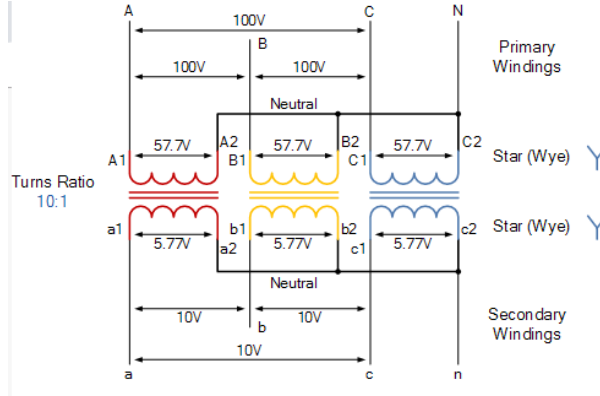 A
C
N
100V
B
100V
100V
Primary
Windings
Neutral
A1
57.7V
A2
B1
57.7V
B2
C1
57.7V
C2
Star (Wye)
Turns Ratio
10:1
a1
5.77V
a2
b1
5.77V
b2
c1
5.77V
c2
Star (Wye)
Neutral
10V
b
10V
Secondary
Windings
10V
a
c
n